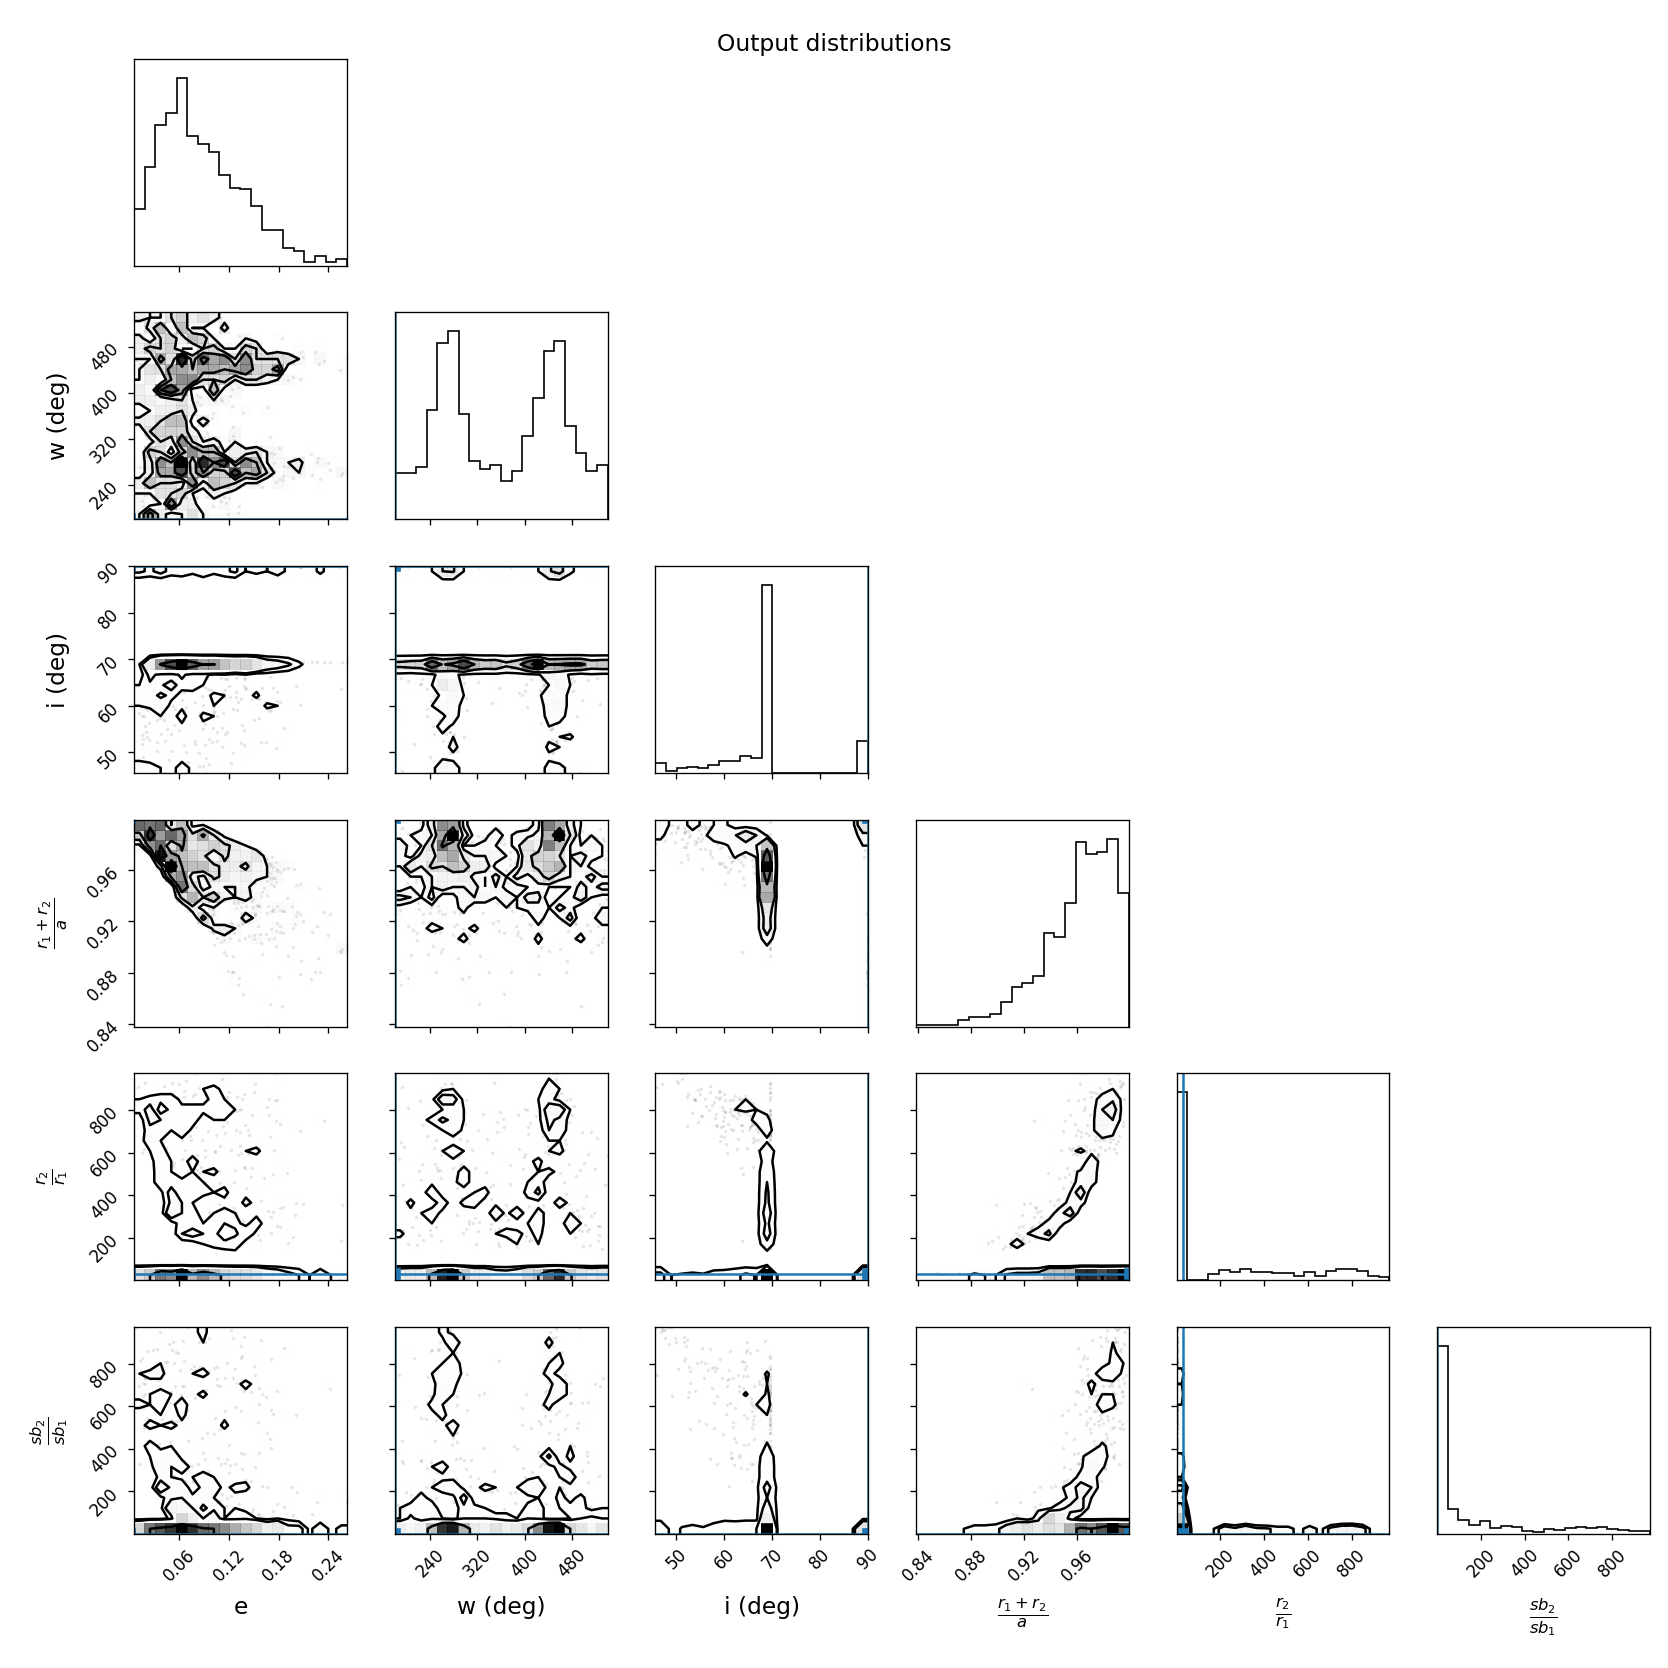 Output distributions
w (deg)
480
400
320
240
i (deg)
90
80
70
60
50
r₁ + r₂
a
0.96
0.92
0.88
0.84
r₂
r₁
800
600
400
200
sb₂
sb₁
800
600
400
200
0.06 0.12 0.18 0.24 240 320 400 480 50 60 70 80 90 0.84 0.88 0.92 0.96 200 400 600 800 200 400 600 800
e w (deg) i (deg) r₁ + r₂ r₂ sb₂
a r₁ sb₁